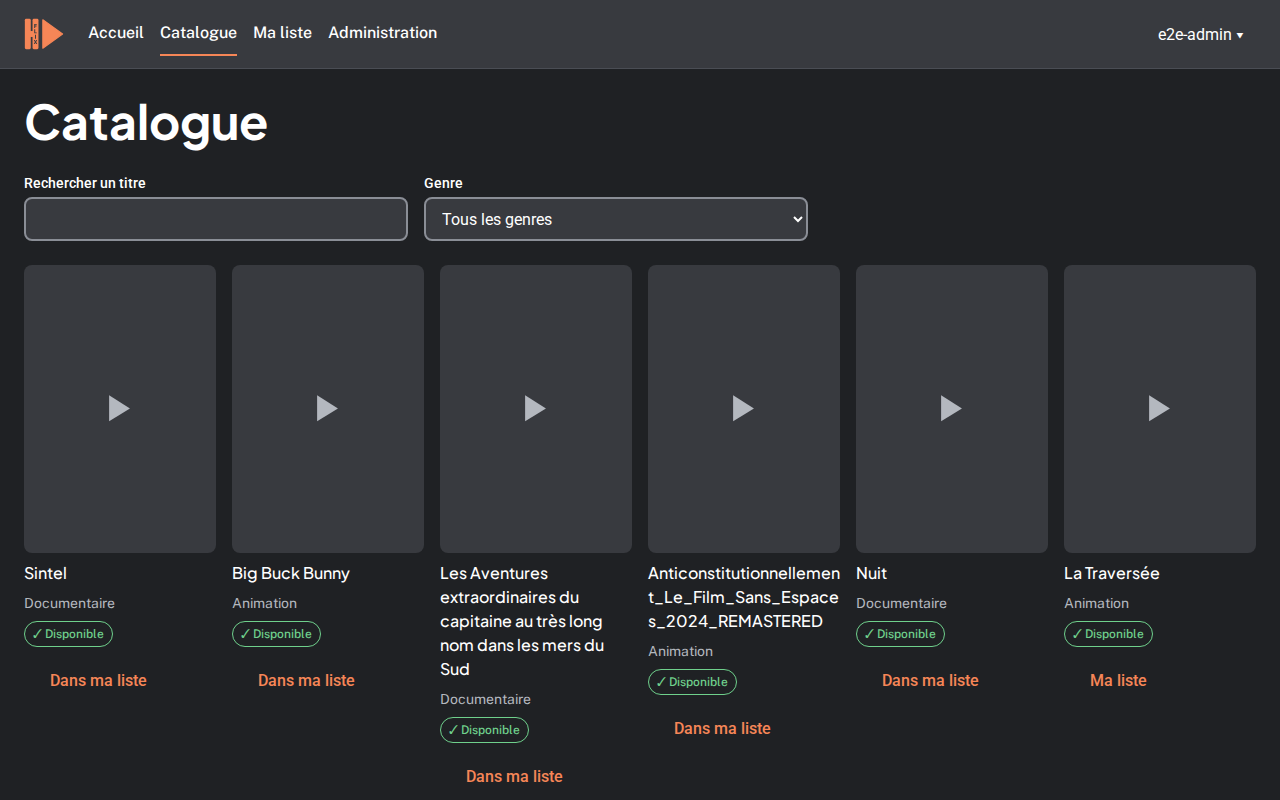 Accueil Catalogue Ma liste Administration e2e-admin ▾
Catalogue
Rechercher un titre Genre
Tous les genres
Sintel
Documentaire
✓ Disponible
Dans ma liste
Big Buck Bunny
Animation
✓ Disponible
Dans ma liste
Les Aventures
extraordinaires du
capitaine au très long
nom dans les mers du
Sud
Documentaire
✓ Disponible
Dans ma liste
Anticonstitutionnellemen
t_Le_Film_Sans_Espace
s_2024_REMASTERED
Animation
✓ Disponible
Dans ma liste
Nuit
Documentaire
✓ Disponible
Dans ma liste
La Traversée
Animation
✓ Disponible
Ma liste